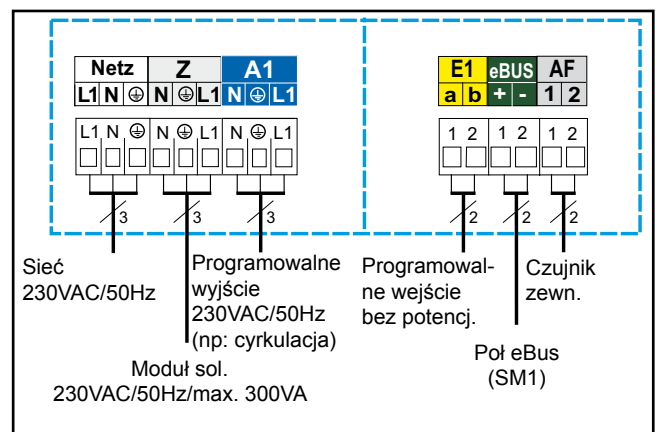 Netz Z A1 E1 eBUS AF
L1 N ⏚ N ⏚ L1 N ⏚ L1 a b + - 1 2
L1 N ⏚ N ⏚ L1 N ⏚ L1 1 2 1 2 1 2
3 3 3 2 2 2
Sieć
230VAC/50Hz
Programowalne
wyjście
230VAC/50Hz
(np: cyrkulacja)
Moduł sol.
230VAC/50Hz/max. 300VA
Programowal-
ne wejście
bez potencj.
Czujnik
zewn.
Poł eBus
(SM1)